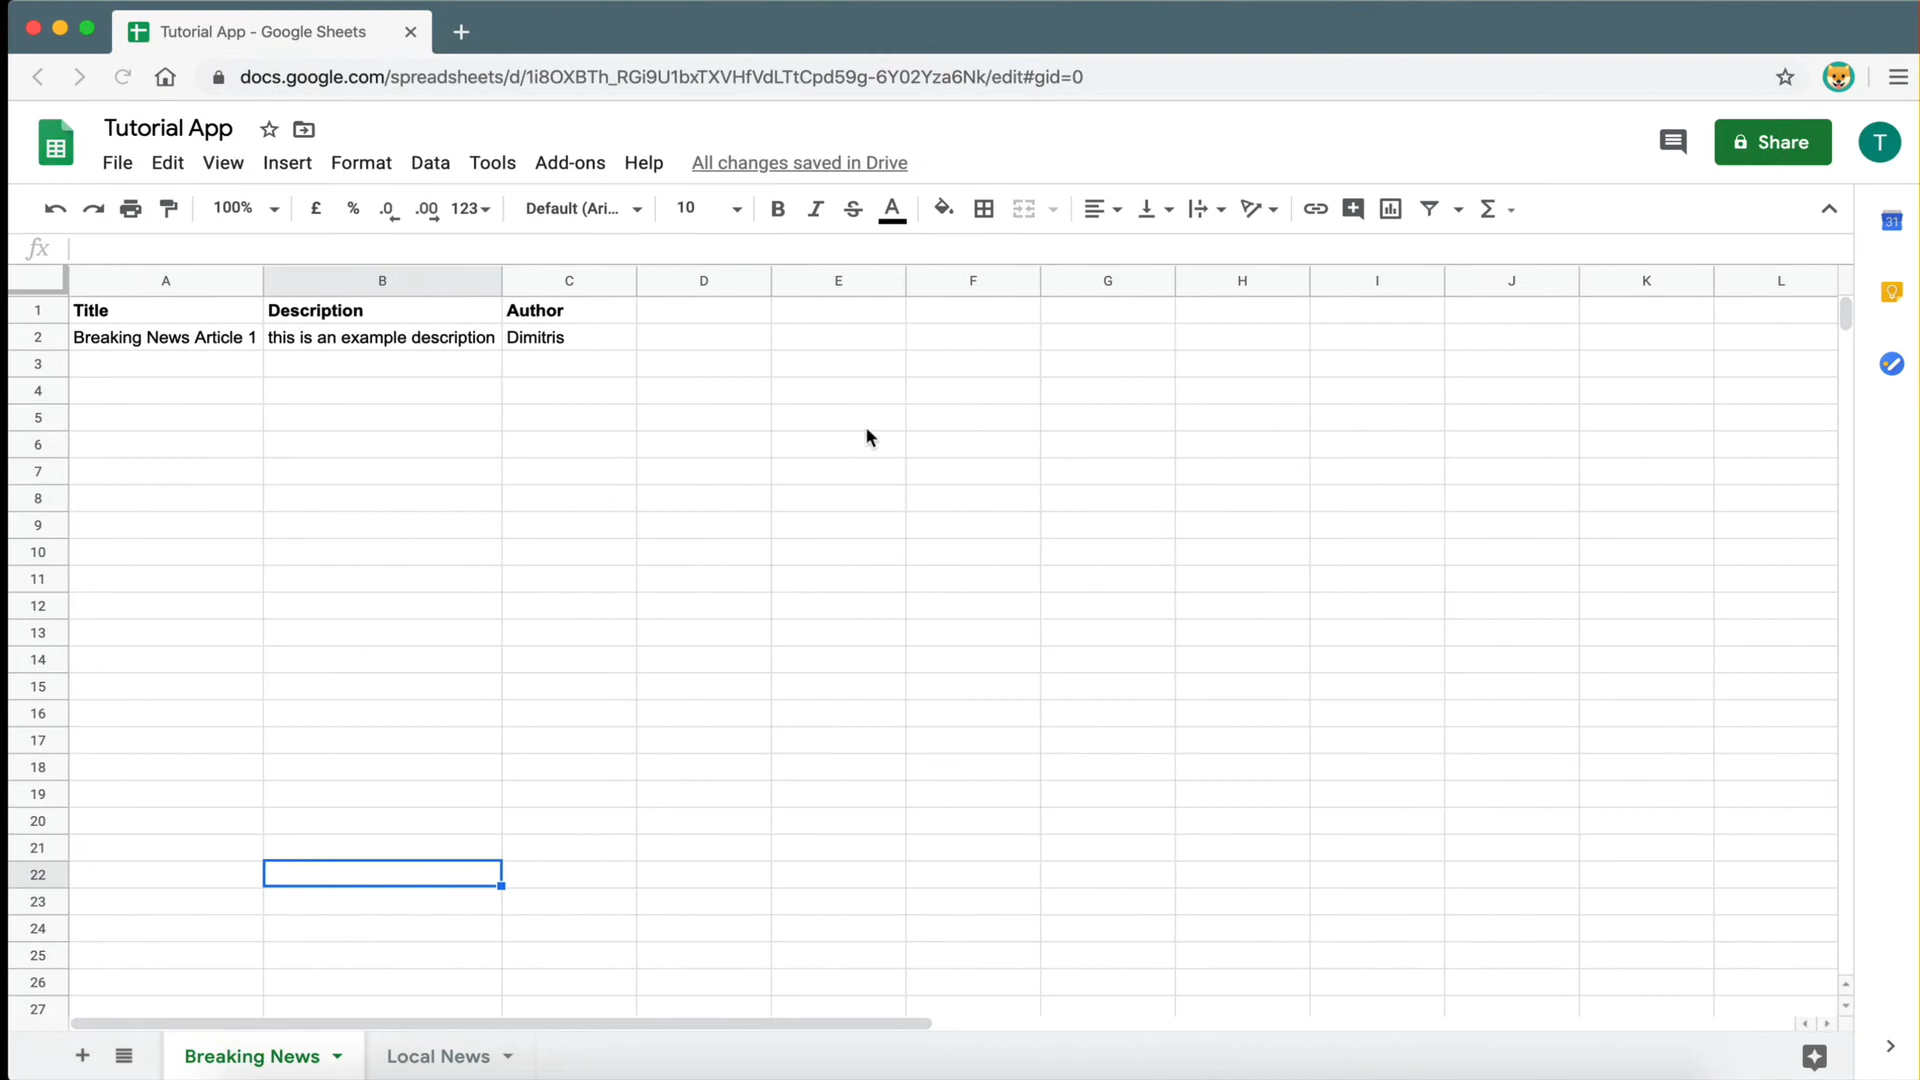 Tutorial App - Google Sheets
docs.google.com/spreadsheets/d/1i8OXBTh_RGi9U1bxTXVHfVdLTtCpd59g-6Y02Yza6Nk/edit#gid=0
Tutorial App
File Edit View Insert Format Data Tools Add-ons Help All changes saved in Drive
Share
T
100% £ % .0 .00 123 Default (Ari... 10 B I S A Σ
31
fx
A B C D E F G H I J K L
1 Title Description Author
2 Breaking News Article 1 this is an example description Dimitris
3
4
5
6
7
8
9
10
11
12
13
14
15
16
17
18
19
20
21
22
23
24
25
26
27
+ Breaking News Local News